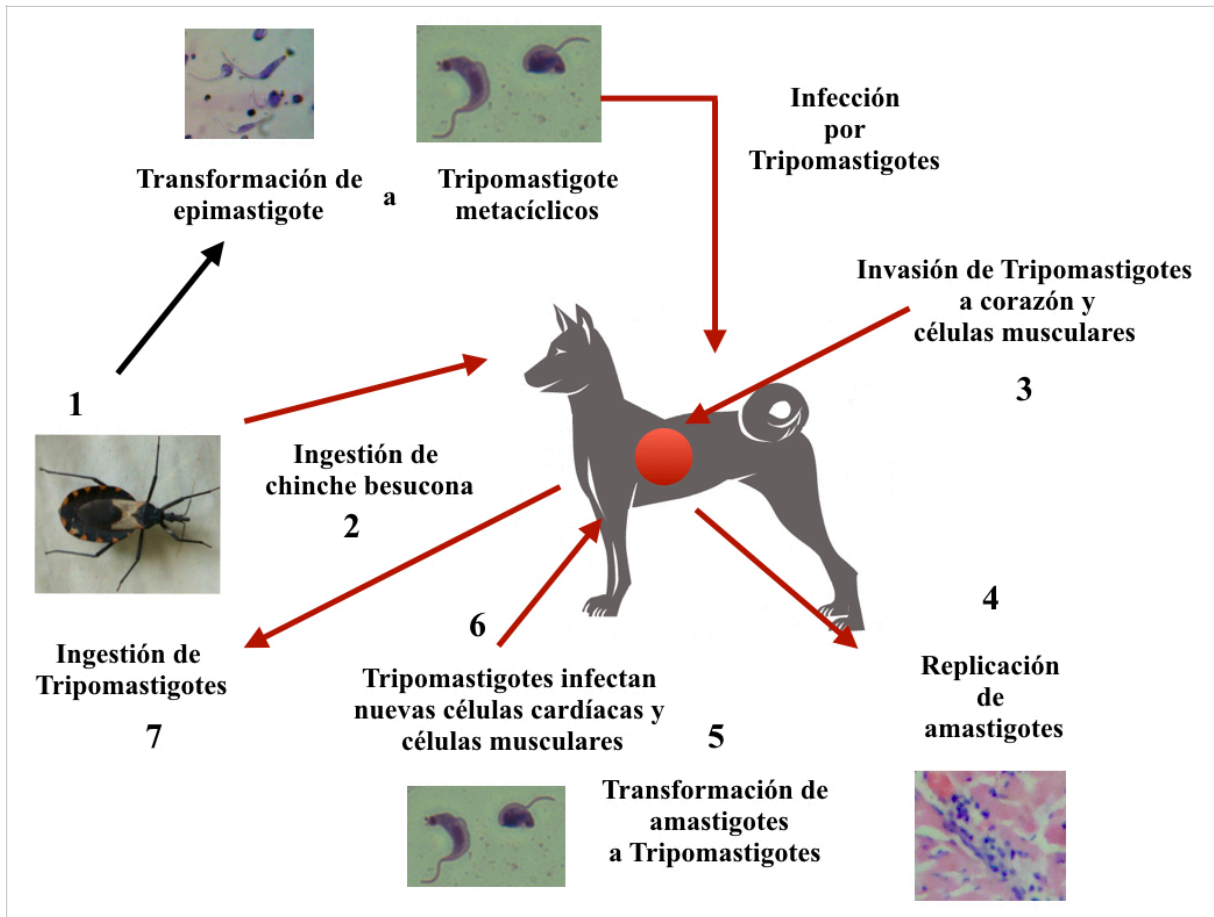 Transformación de
epimastigote
a
Tripomastigote
metacíclicos
Infección
por
Tripomastigotes
Invasión de Tripomastigotes
a corazón y
células musculares
3
1
Ingestión de
chinche besucona
2
4
Replicación
de
amastigotes
6
Tripomastigotes infectan
nuevas células cardíacas y
células musculares
5
Transformación de
amastigotes
a Tripomastigotes
Ingestión de
Tripomastigotes
7